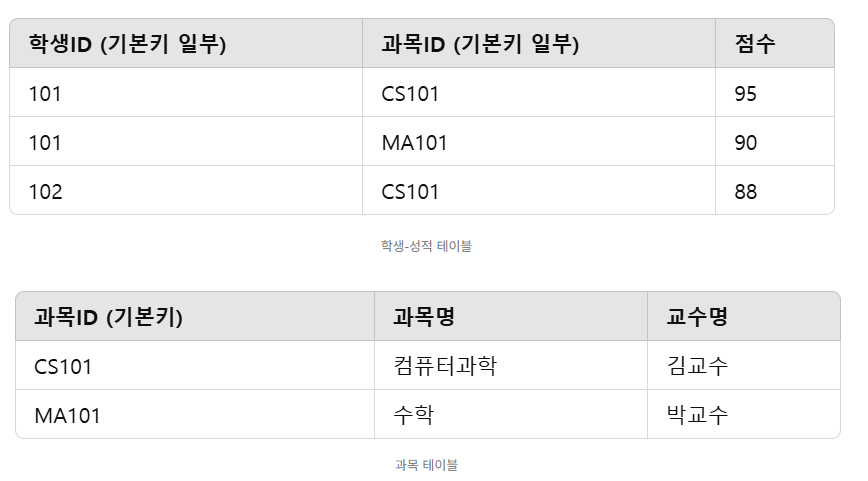 학생ID (기본키 일부) 과목ID (기본키 일부) 점수
101 CS101 95
101 MA101 90
102 CS101 88
학생-성적 테이블
과목ID (기본키) 과목명 교수명
CS101 컴퓨터과학 김교수
MA101 수학 박교수
과목 테이블